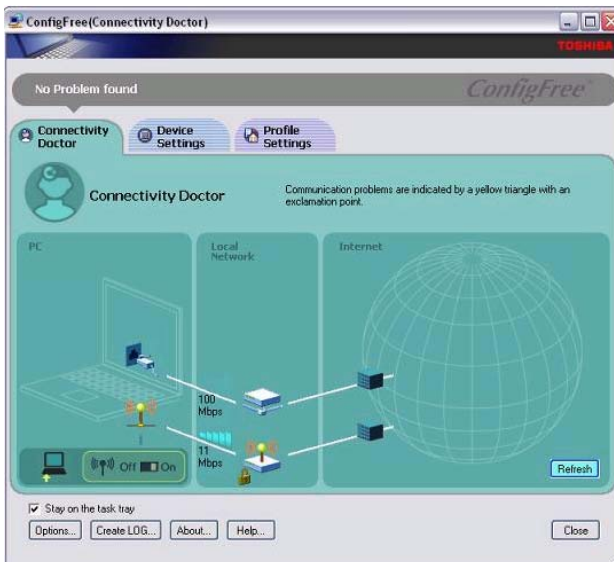 ConfigFree(Connectivity Doctor)
TOSHIBA
No Problem found
ConfigFree™
Connectivity
Doctor
Device
Settings
Profile
Settings
Connectivity Doctor
Communication problems are indicated by a yellow triangle with an
exclamation point.
PC
Local
Network
Internet
100
Mbps
11
Mbps
Off On
Refresh
Stay on the task tray
Options...
Create LOG...
About...
Help...
Close